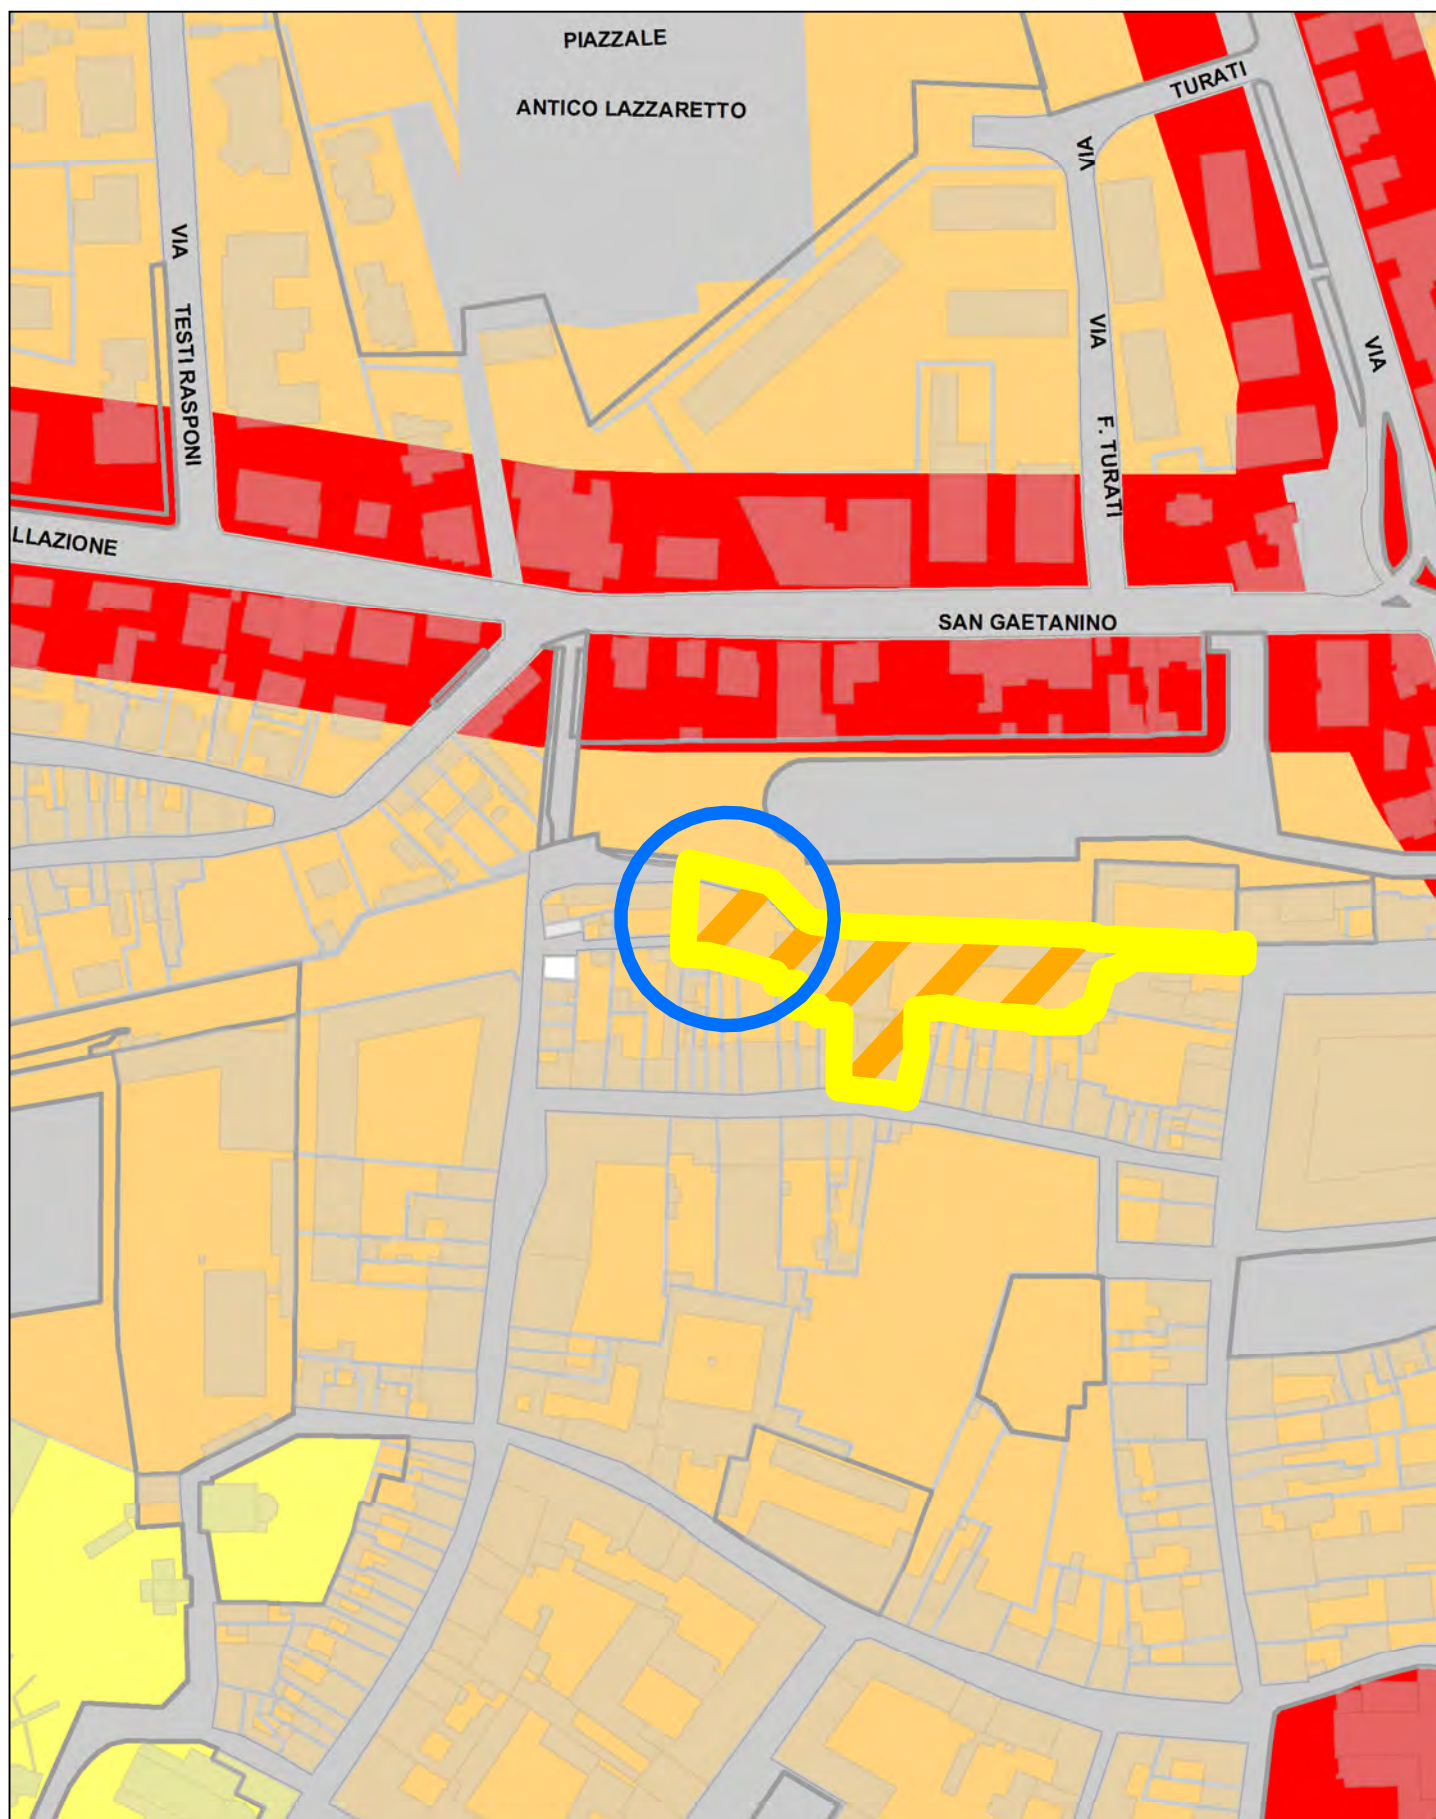 PIAZZALE
ANTICO LAZZARETTO
TURATI
VIA
VIA
TESTI RASPONI
VIA
F. TURATI
VIA
LLAZIONE
SAN GAETANINO